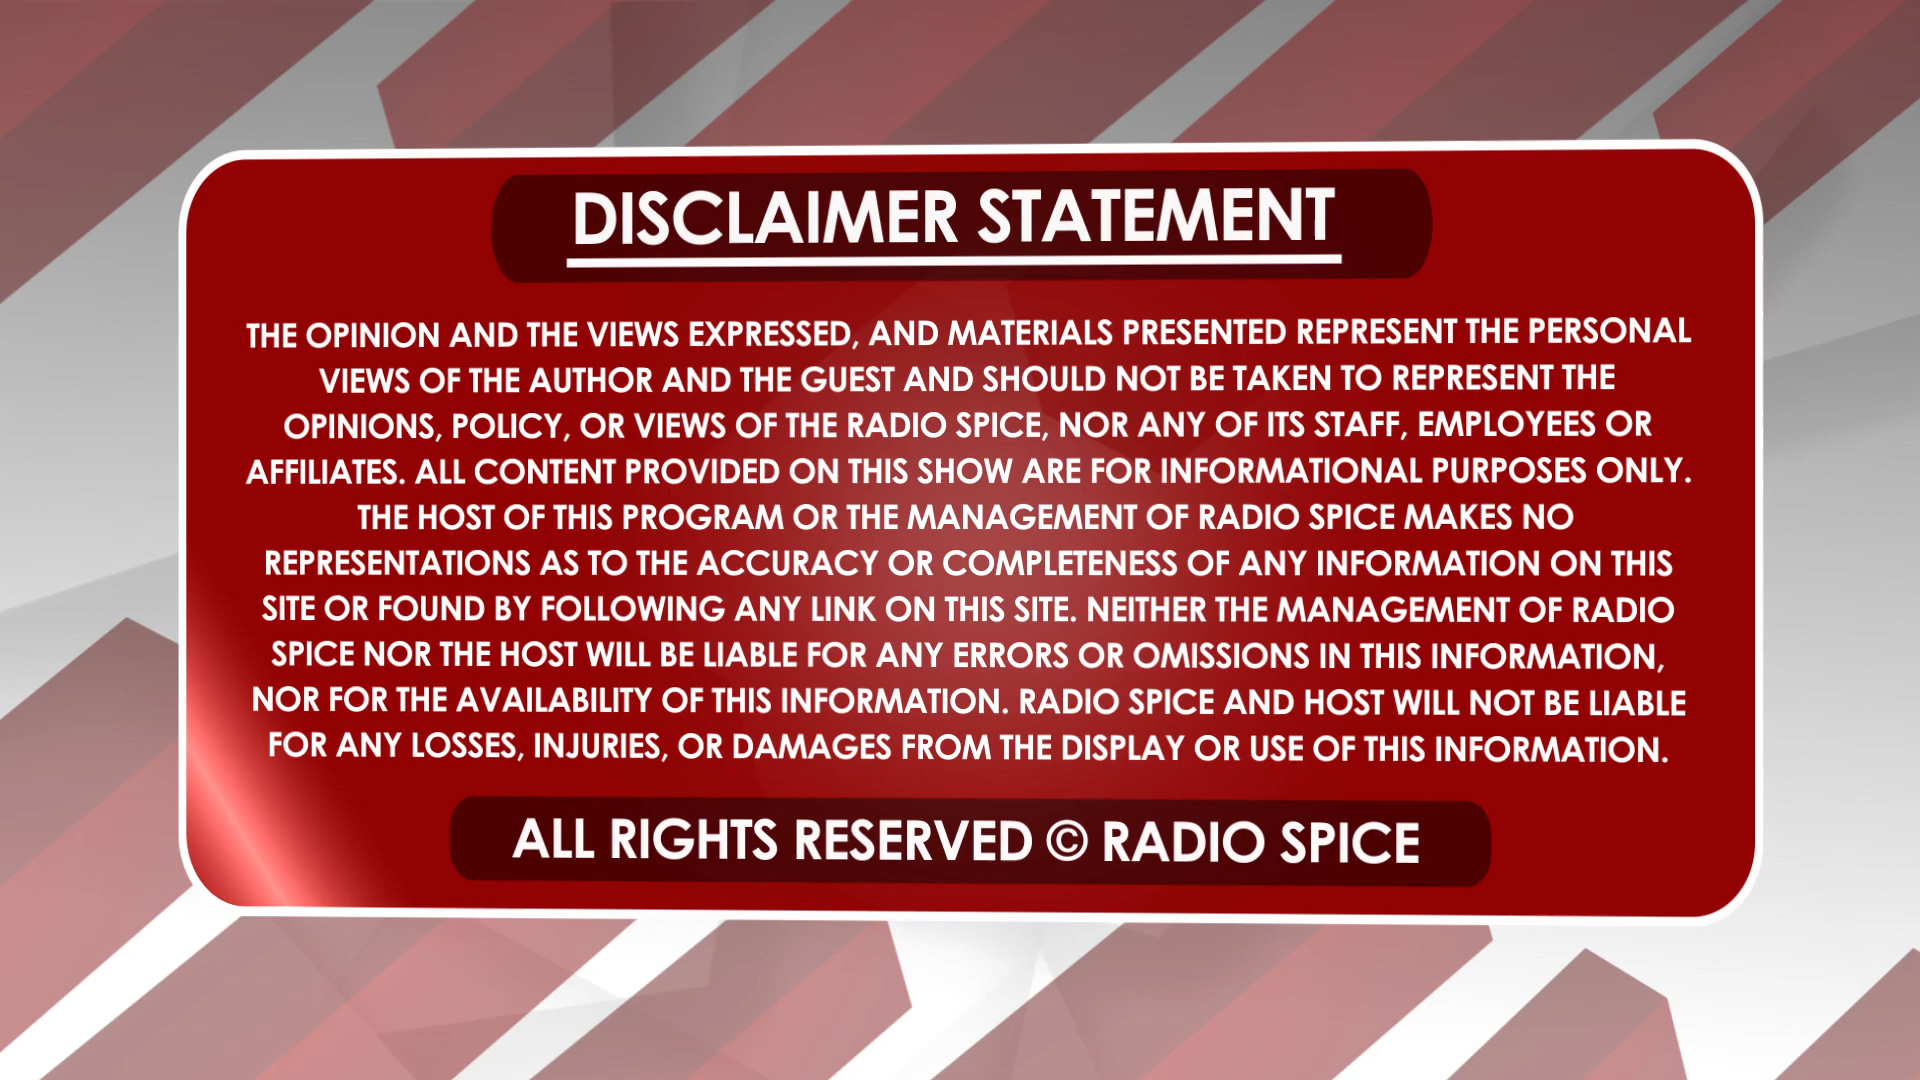 DISCLAIMER STATEMENT
THE OPINION AND THE VIEWS EXPRESSED, AND MATERIALS PRESENTED REPRESENT THE PERSONAL
VIEWS OF THE AUTHOR AND THE GUEST AND SHOULD NOT BE TAKEN TO REPRESENT THE
OPINIONS, POLICY, OR VIEWS OF THE RADIO SPICE, NOR ANY OF ITS STAFF, EMPLOYEES OR
AFFILIATES. ALL CONTENT PROVIDED ON THIS SHOW ARE FOR INFORMATIONAL PURPOSES ONLY.
THE HOST OF THIS PROGRAM OR THE MANAGEMENT OF RADIO SPICE MAKES NO
REPRESENTATIONS AS TO THE ACCURACY OR COMPLETENESS OF ANY INFORMATION ON THIS
SITE OR FOUND BY FOLLOWING ANY LINK ON THIS SITE. NEITHER THE MANAGEMENT OF RADIO
SPICE NOR THE HOST WILL BE LIABLE FOR ANY ERRORS OR OMISSIONS IN THIS INFORMATION,
NOR FOR THE AVAILABILITY OF THIS INFORMATION. RADIO SPICE AND HOST WILL NOT BE LIABLE
FOR ANY LOSSES, INJURIES, OR DAMAGES FROM THE DISPLAY OR USE OF THIS INFORMATION.
ALL RIGHTS RESERVED © RADIO SPICE